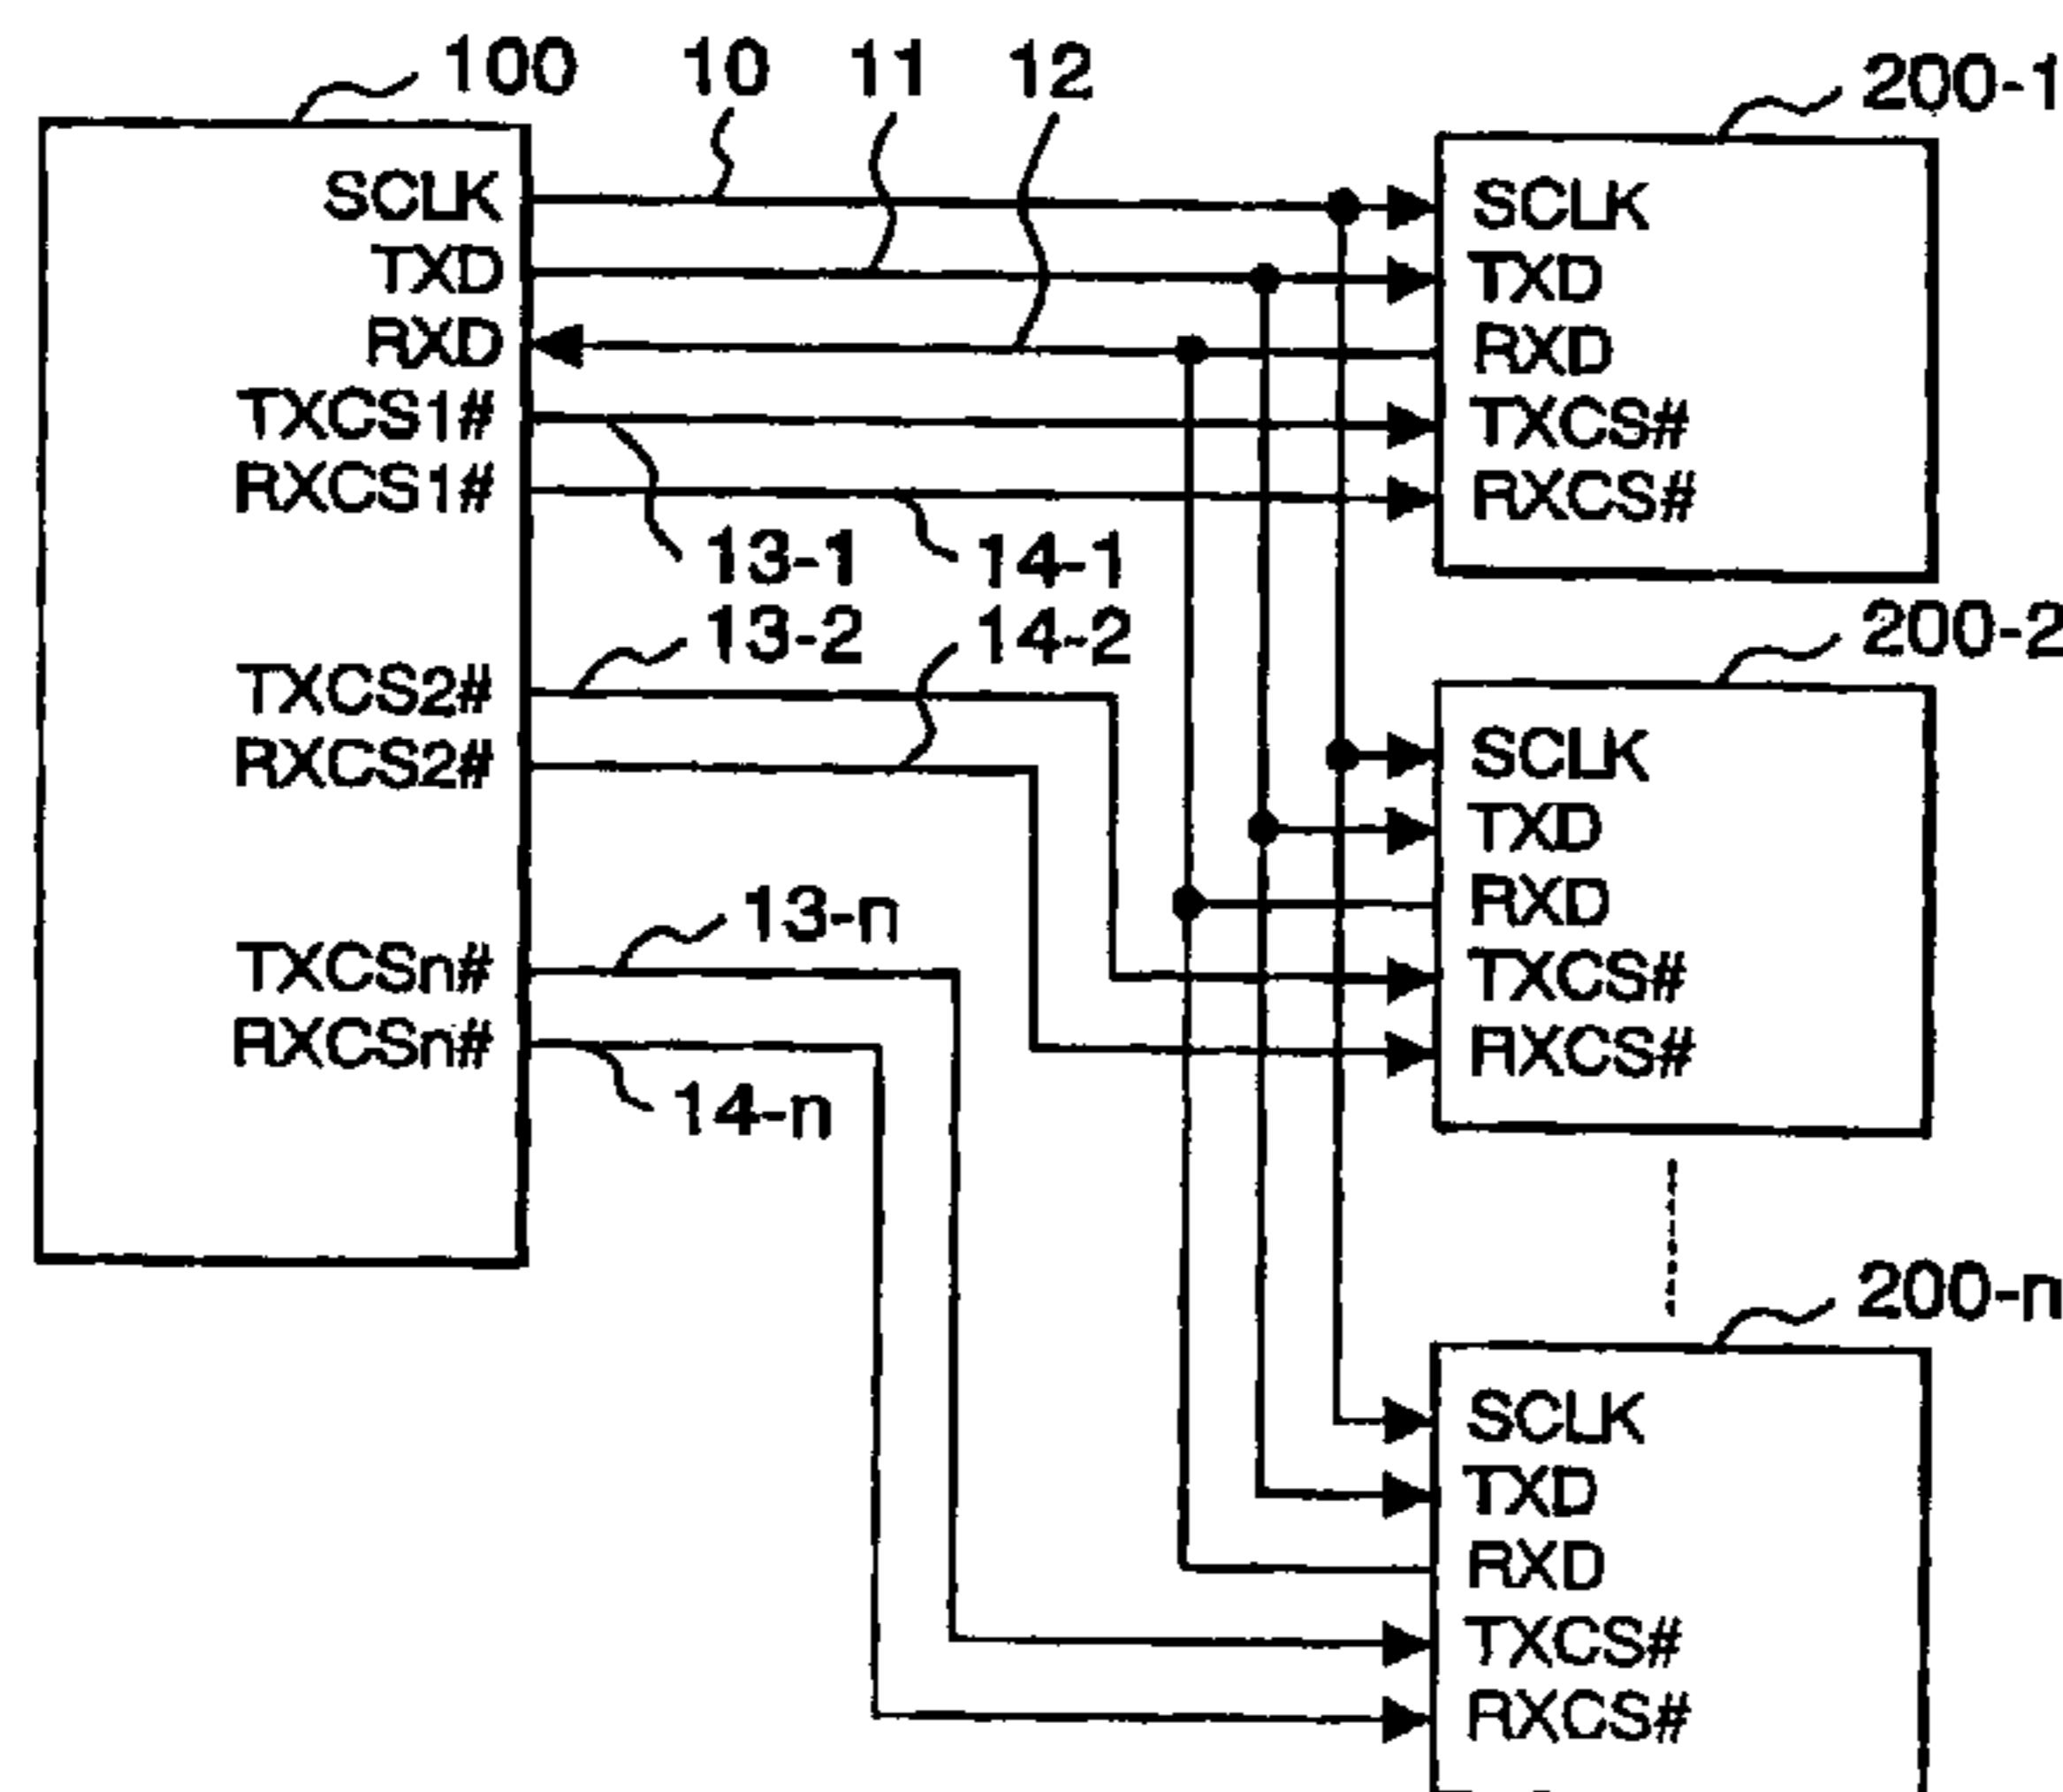 100
10
11
12
200-1
SCLK
TXD
RXD
TXCS1#
RXCS1#
SCLK
TXD
RXD
TXCS#
RXCS#
13-1
14-1
13-2
14-2
200-2
TXCS2#
RXCS2#
SCLK
TXD
RXD
TXCS#
RXCS#
13-n
TXCSn#
RXCSn#
14-n
200-n
SCLK
TXD
RXD
TXCS#
RXCS#